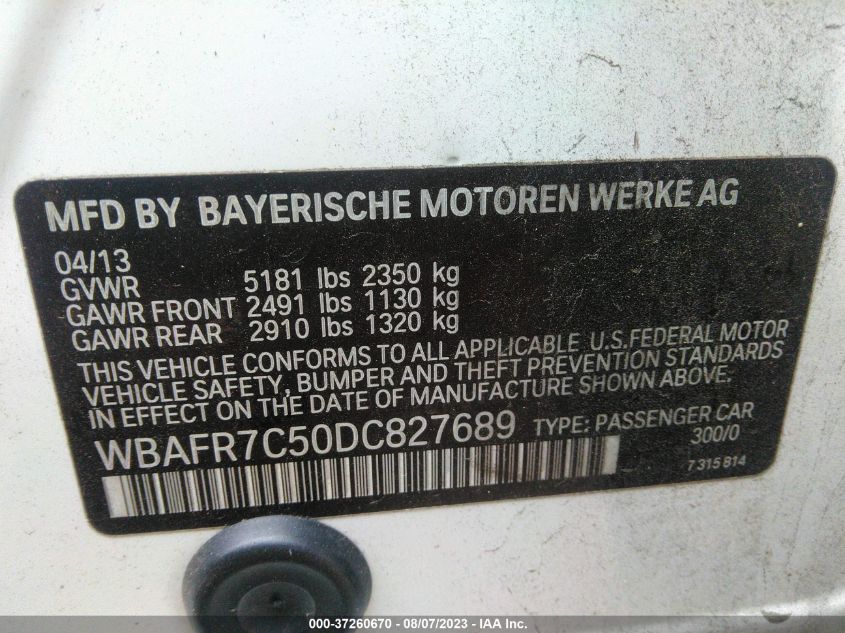 MFD BY BAYERISCHE MOTOREN WERKE AG
04/13
GVWR 5181 lbs 2350 kg
GAWR FRONT 2491 lbs 1130 kg
GAWR REAR 2910 lbs 1320 kg
THIS VEHICLE CONFORMS TO ALL APPLICABLE U.S.FEDERAL MOTOR
VEHICLE SAFETY, BUMPER AND THEFT PREVENTION STANDARDS
IN EFFECT ON THE DATE OF MANUFACTURE SHOWN ABOVE.
WBAFR7C50DC827689 TYPE: PASSENGER CAR
300/0
7315814
000-37260670 - 08/07/2023 - IAA Inc.